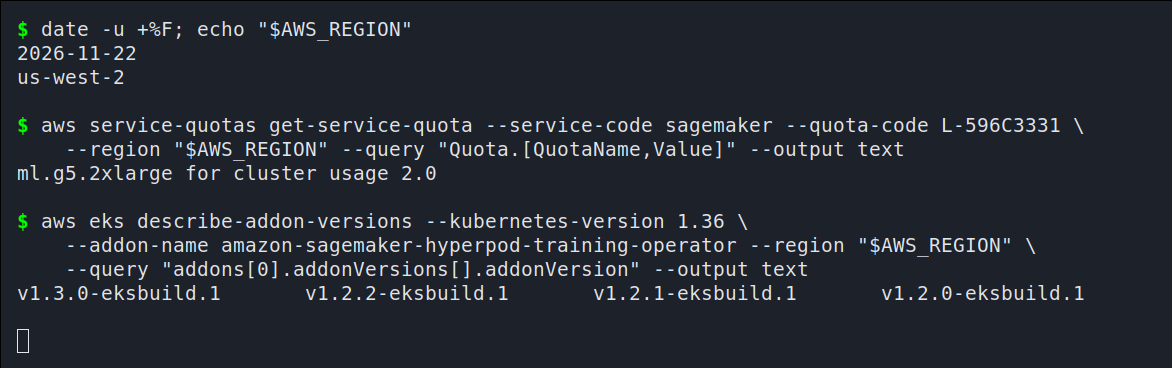 $ date -u +%F; echo "$AWS_REGION"
2026-11-22
us-west-2
$ aws service-quotas get-service-quota --service-code sagemaker --quota-code L-596C3331 \
    --region "$AWS_REGION" --query "Quota.[QuotaName,Value]" --output text
ml.g5.2xlarge for cluster usage 2.0
$ aws eks describe-addon-versions --kubernetes-version 1.36 \
    --addon-name amazon-sagemaker-hyperpod-training-operator --region "$AWS_REGION" \
    --query "addons[0].addonVersions[].addonVersion" --output text
v1.3.0-eksbuild.1       v1.2.2-eksbuild.1       v1.2.1-eksbuild.1       v1.2.0-eksbuild.1